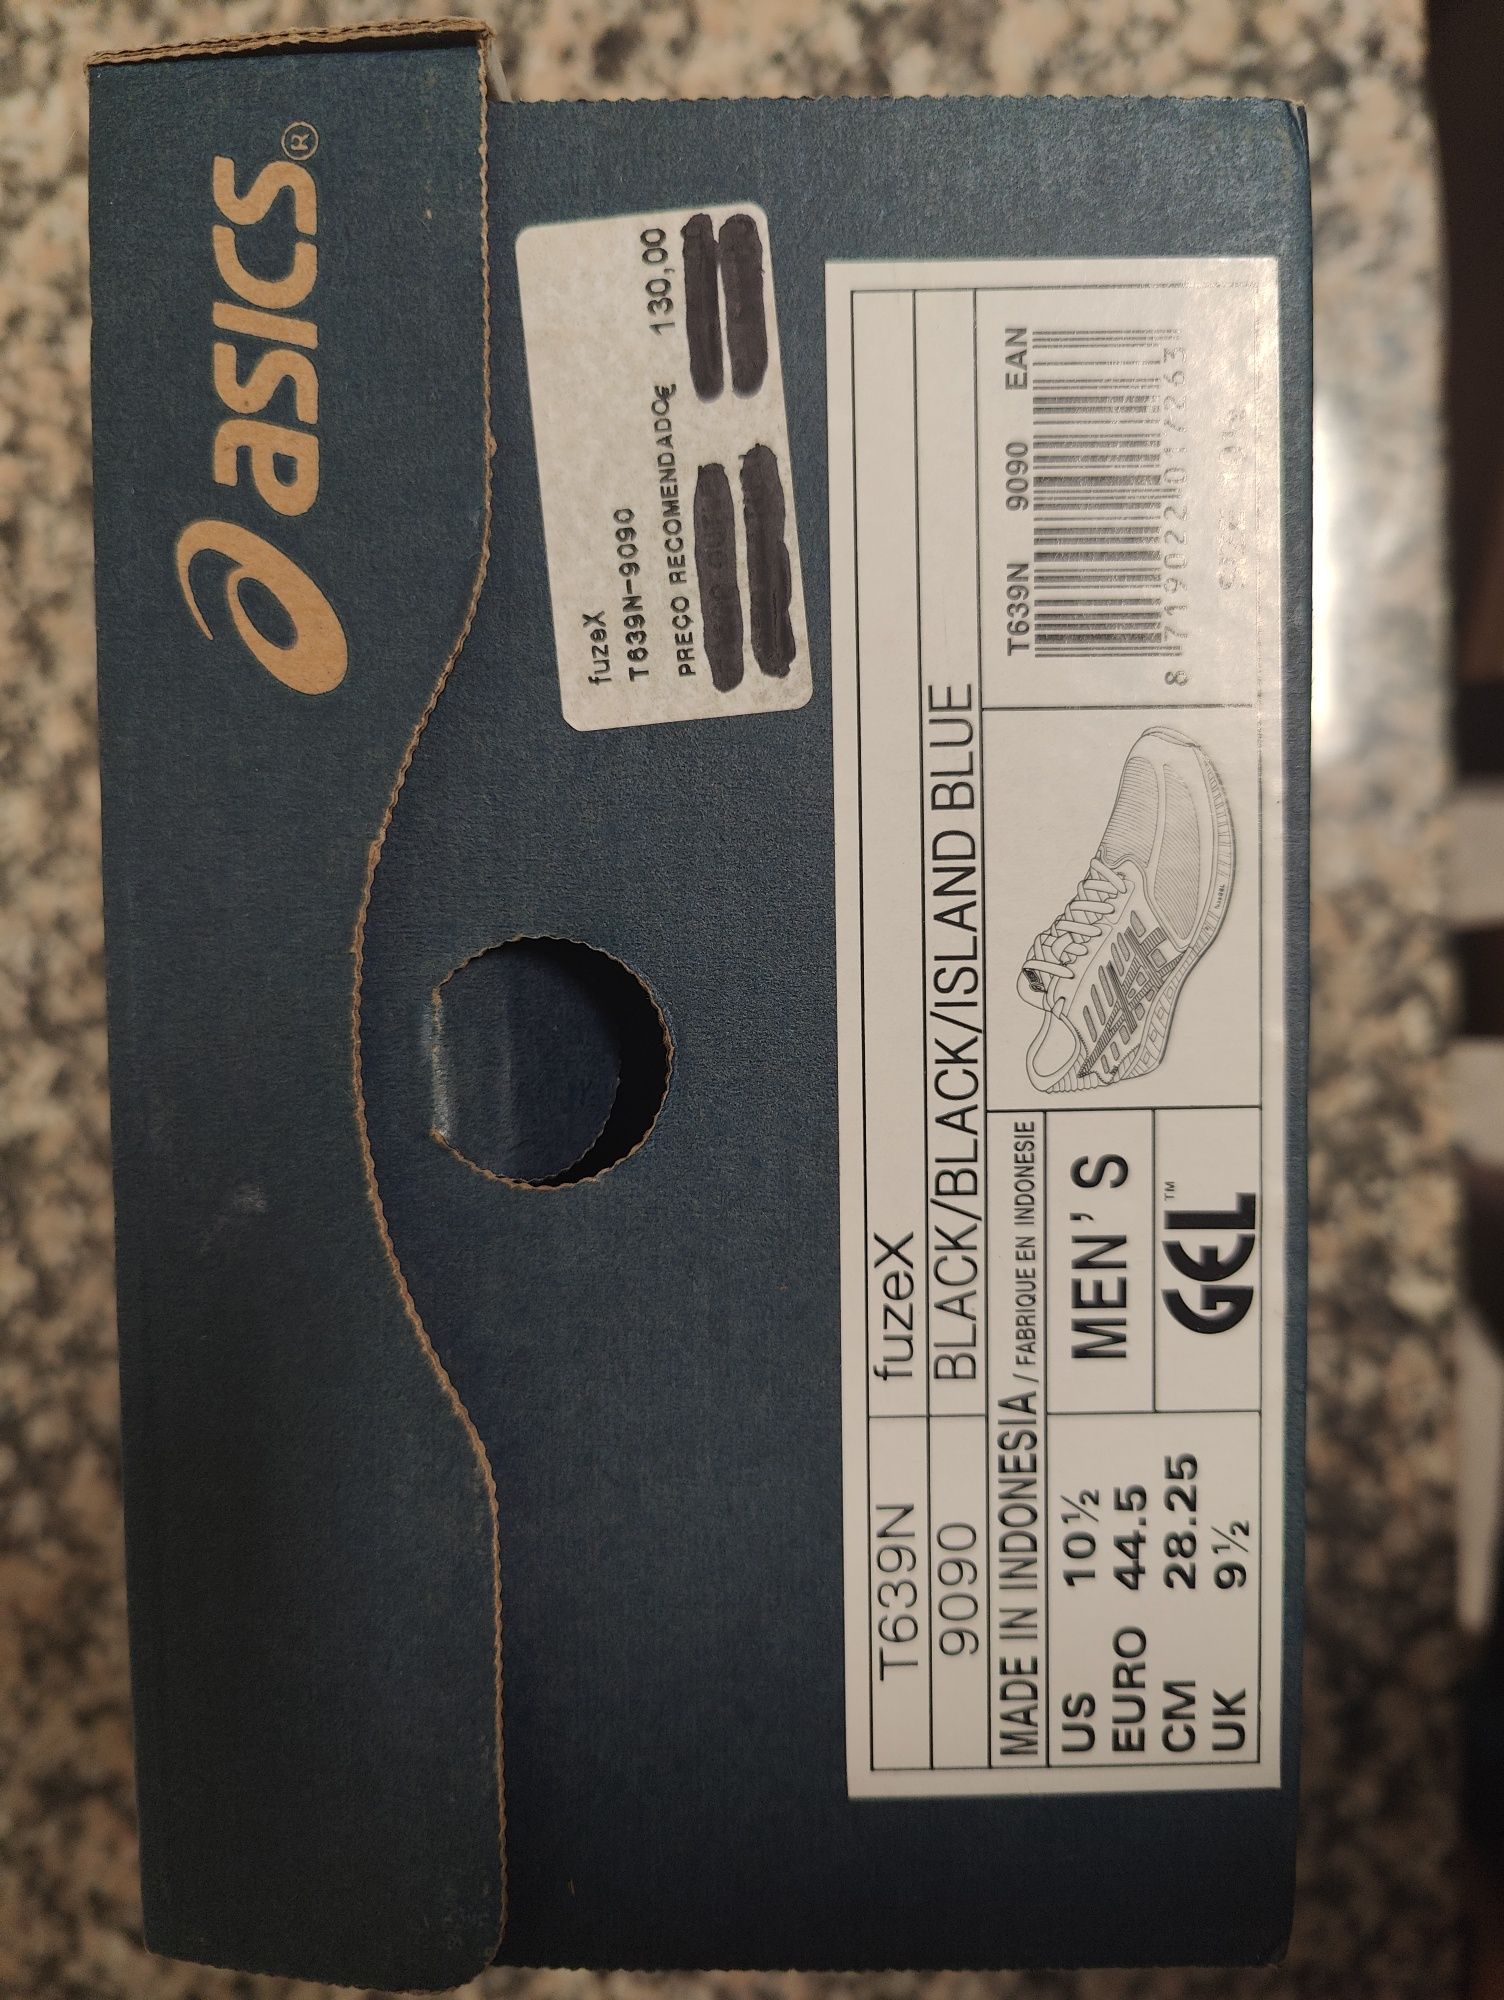 asics®
fuzeX
T639N-9090
PREÇO RECOMENDADO€ 130,00
T639N fuzeX
9090 BLACK/BLACK/ISLAND BLUE
MADE IN INDONESIA / FABRIQUE EN INDONESIE
US 10½
EURO 44.5
CM 28.25
UK 9½
MEN'S
GEL™
T639N 9090 EAN